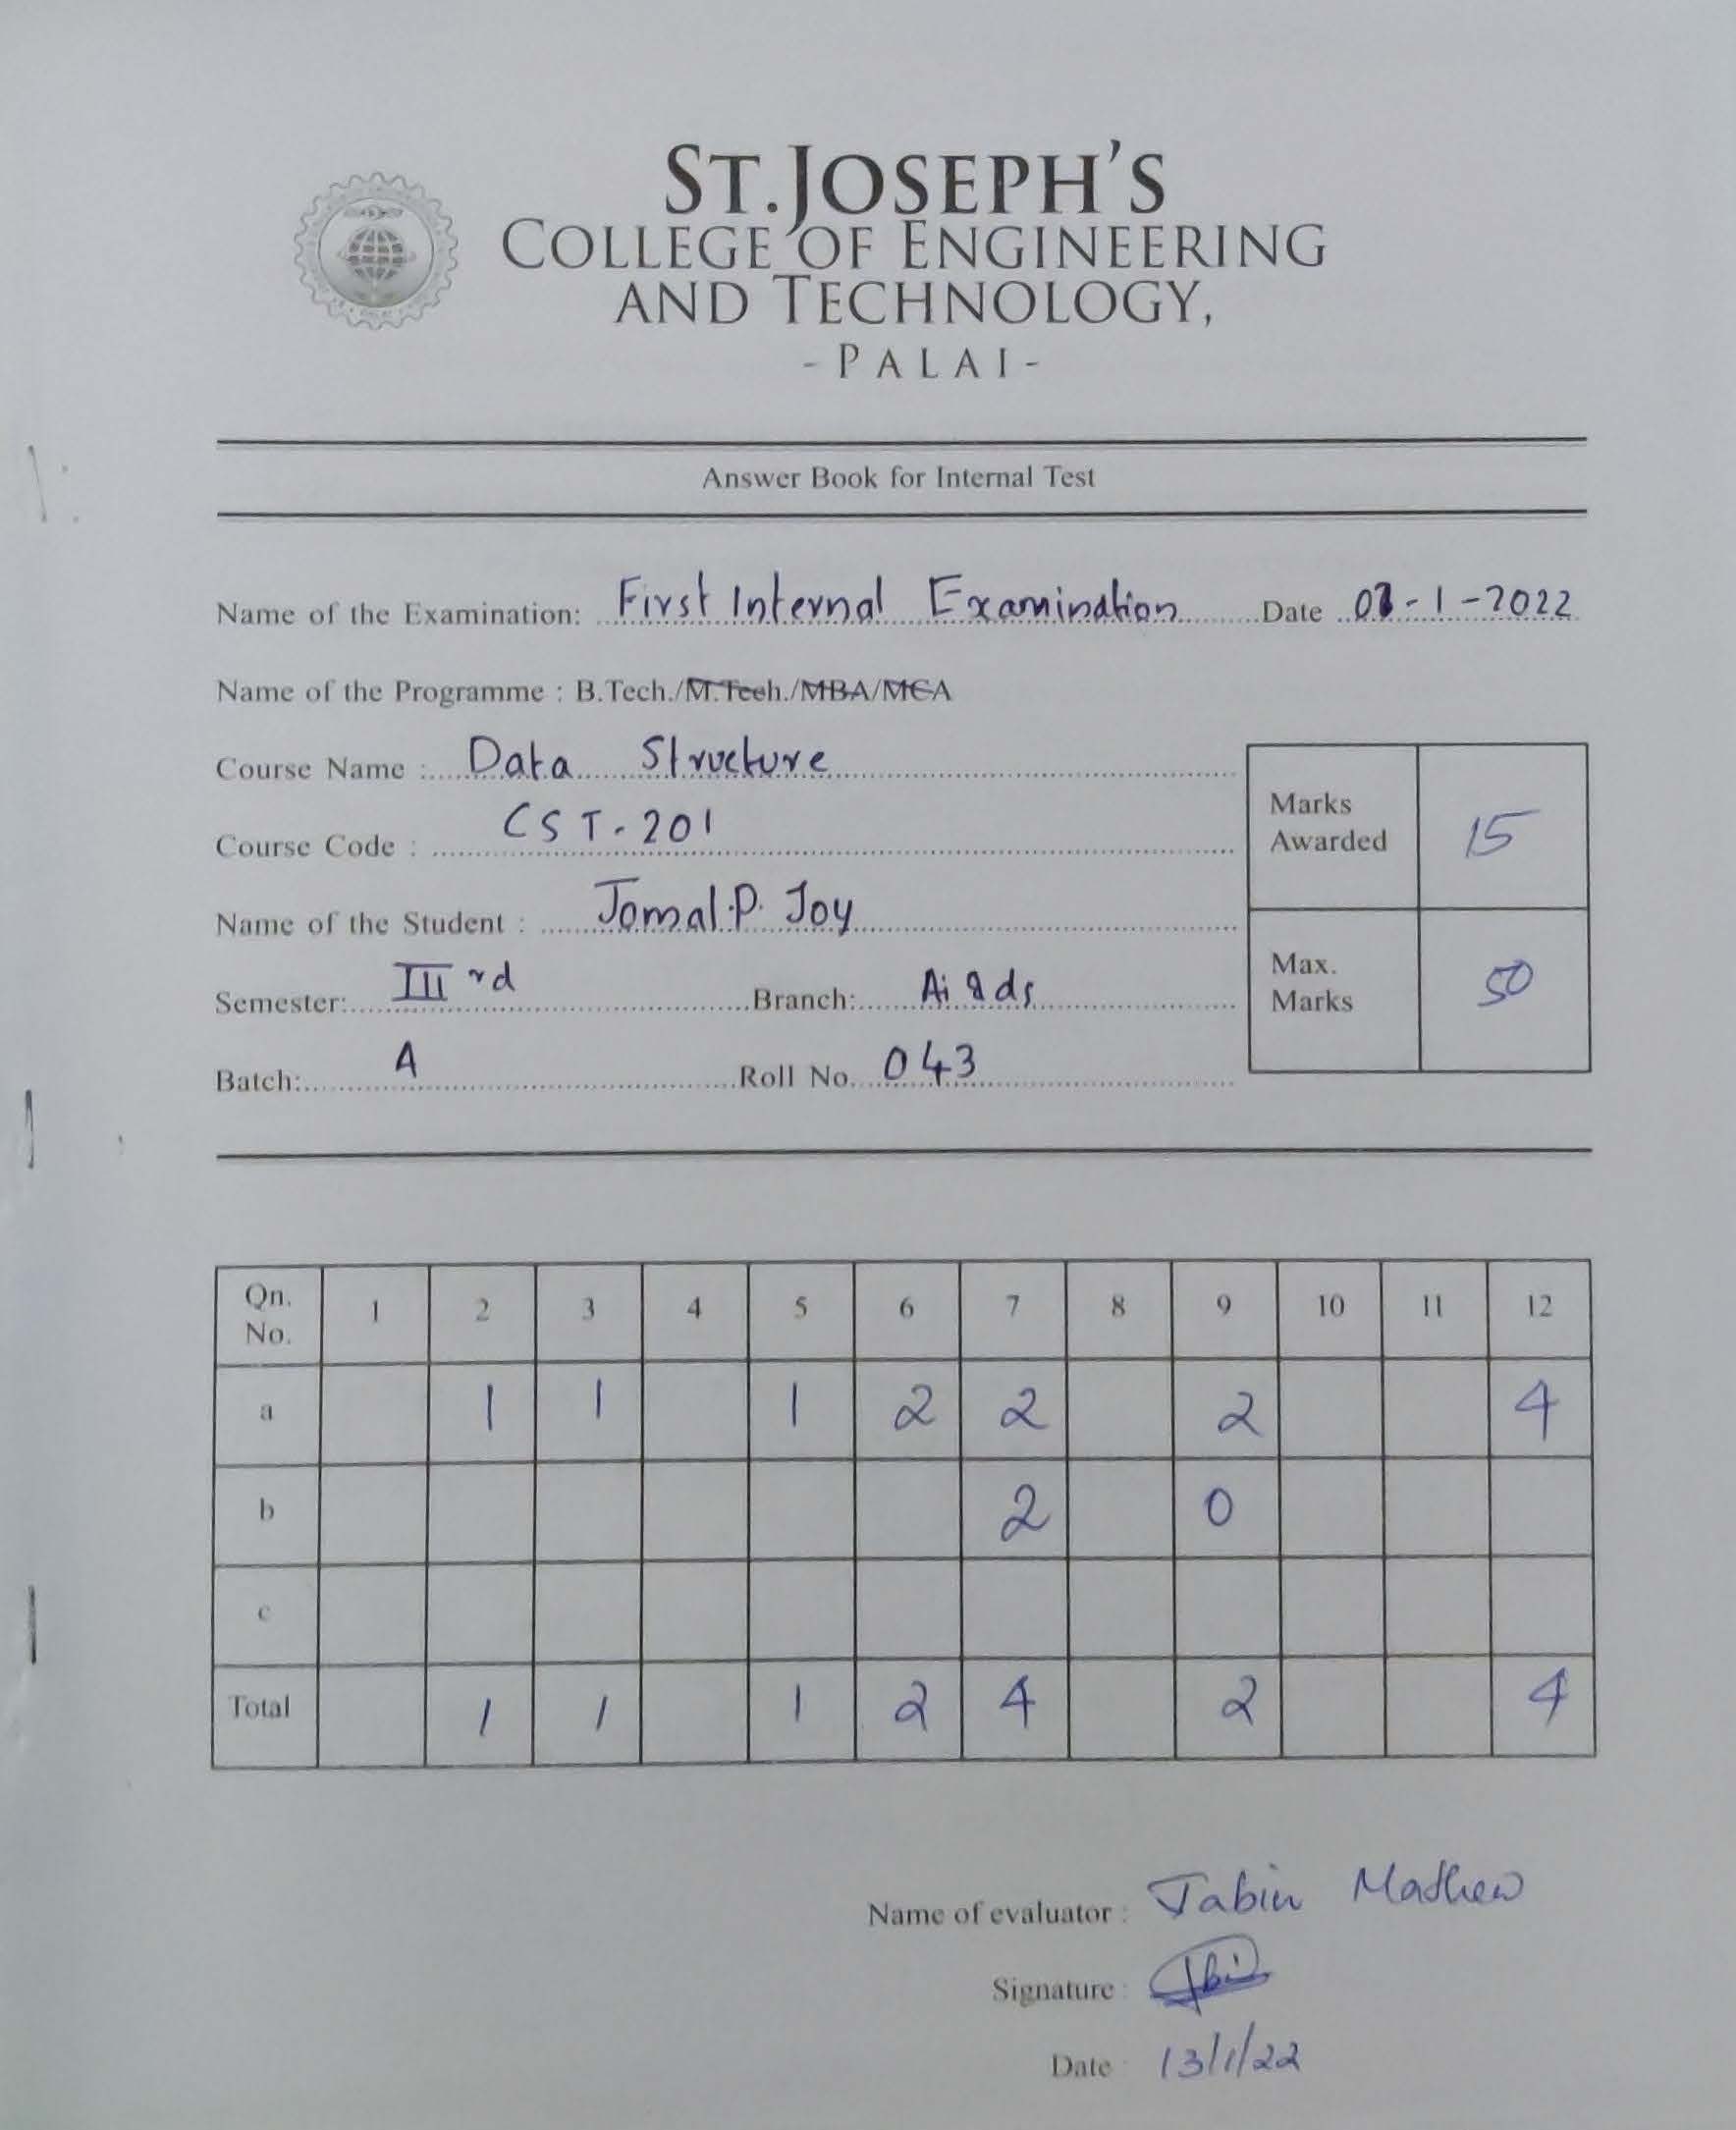 ST.JOSEPH'S
COLLEGE OF ENGINEERING
AND TECHNOLOGY,
-PALAI-
Answer Book for Internal Test
Name of the Examination: First Internal Examination Date -1-2022
Name of the Programme : B.Tech./M.Tech./MBA/MCA
Course Name : Data Structure
Course Code : CST-201
Name of the Student : Jomal.P. Joy
Semester: IIIrd Branch: Ai & ds
Batch: A Roll No. 043
Marks Awarded 15
Max. Marks 50
Qn. No. 1 2 3 4 5 6 7 8 9 10 11 12
a 1 1 1 2 2 2 4
b 2 0
c
Total 1 1 1 2 4 2 4
Name of evaluator : Jabin Mathew
Signature :
Date : 13/1/22